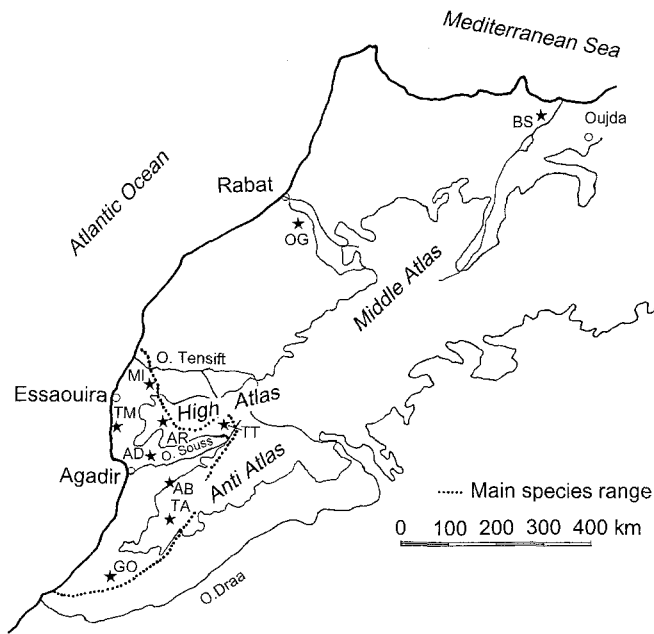 Mediterranean Sea
BS
Oujda
Atlantic Ocean
Rabat
OG
Middle Atlas
O. Tensift
MI
Essaouira
High Atlas
TM
AR
TT
O. Souss
AD
Agadir
Anti Atlas
AB
TA
Main species range
0 100 200 300 400 km
GO
O.Draa